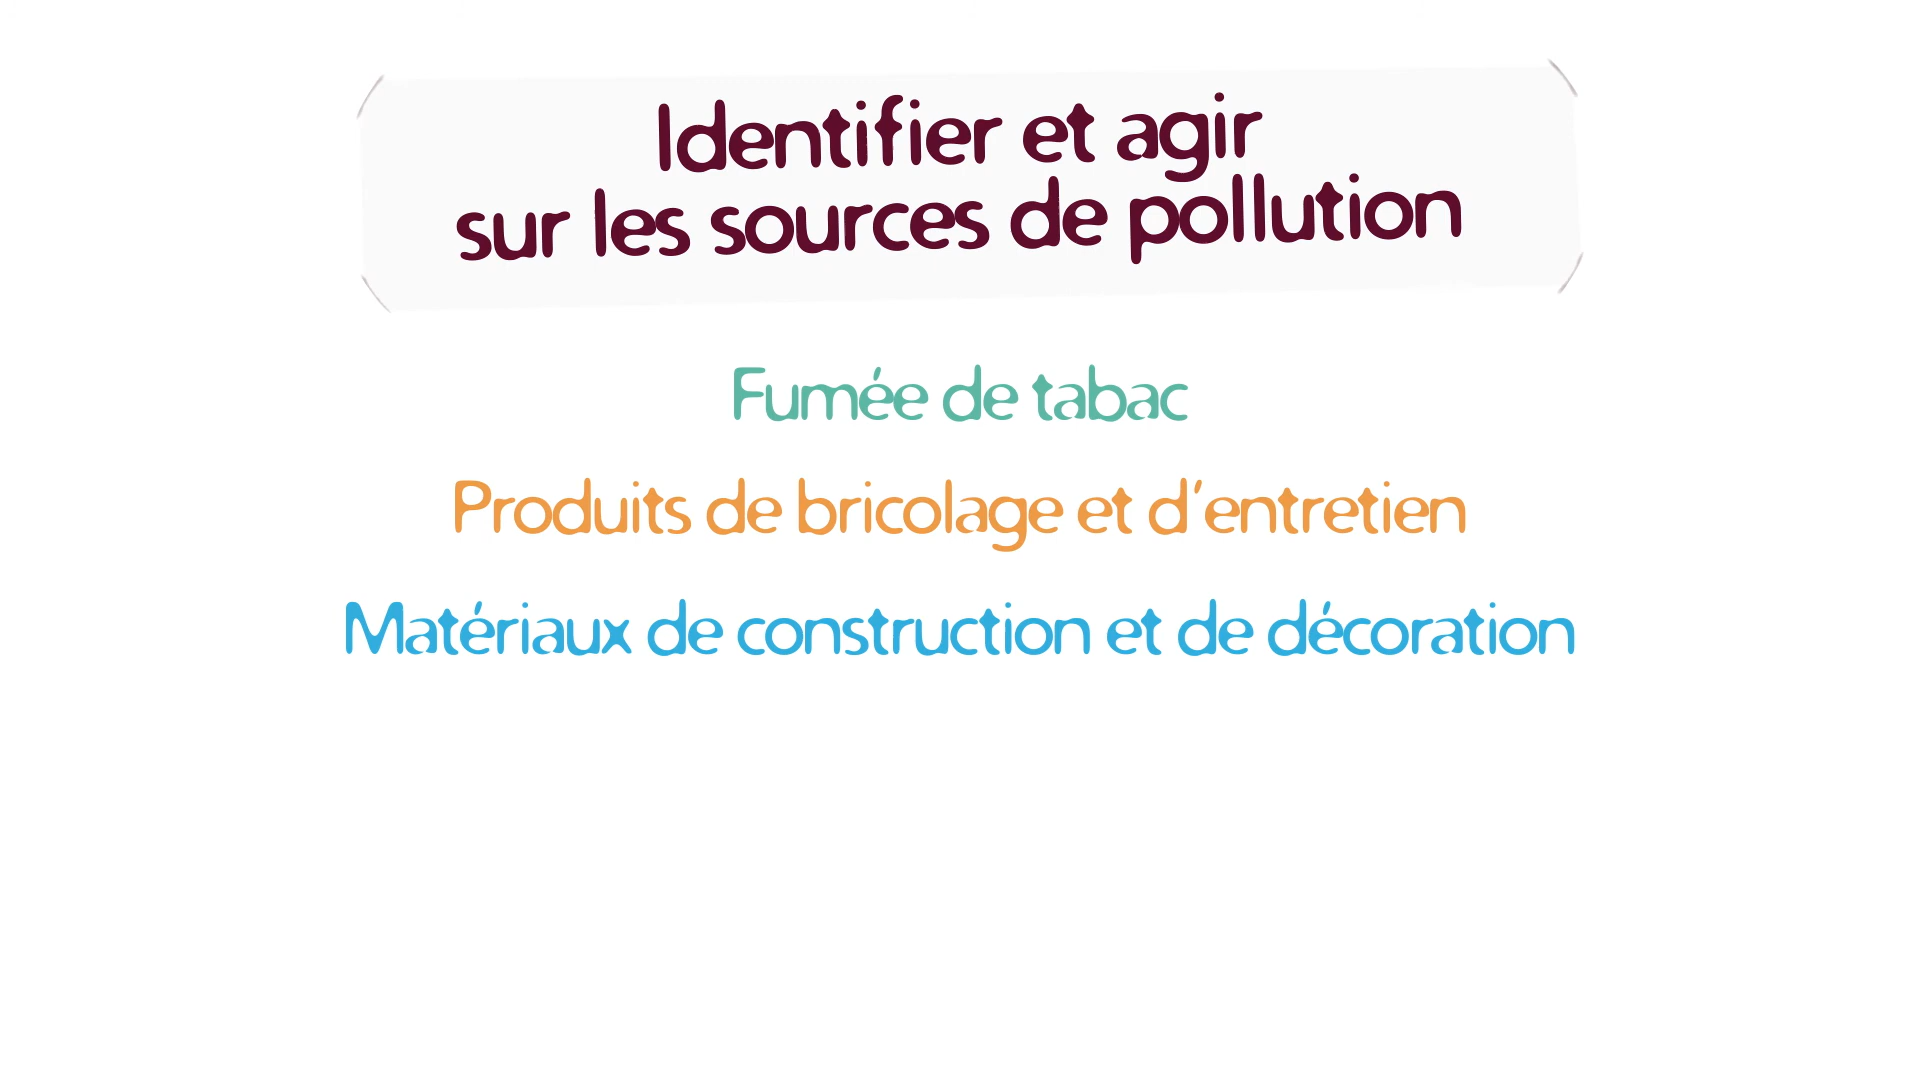 Identifier et agir
sur les sources de pollution
Fumée de tabac
Produits de bricolage et d'entretien
Matériaux de construction et de décoration